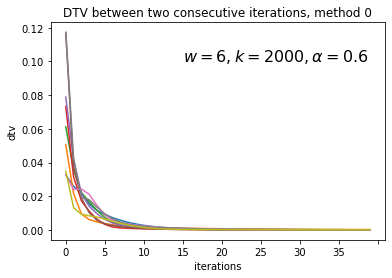 DTV between two consecutive iterations, method 0
w = 6, k = 2000, α = 0.6
dtv
0.12
0.10
0.08
0.06
0.04
0.02
0.00
0 5 10 15 20 25 30 35
iterations